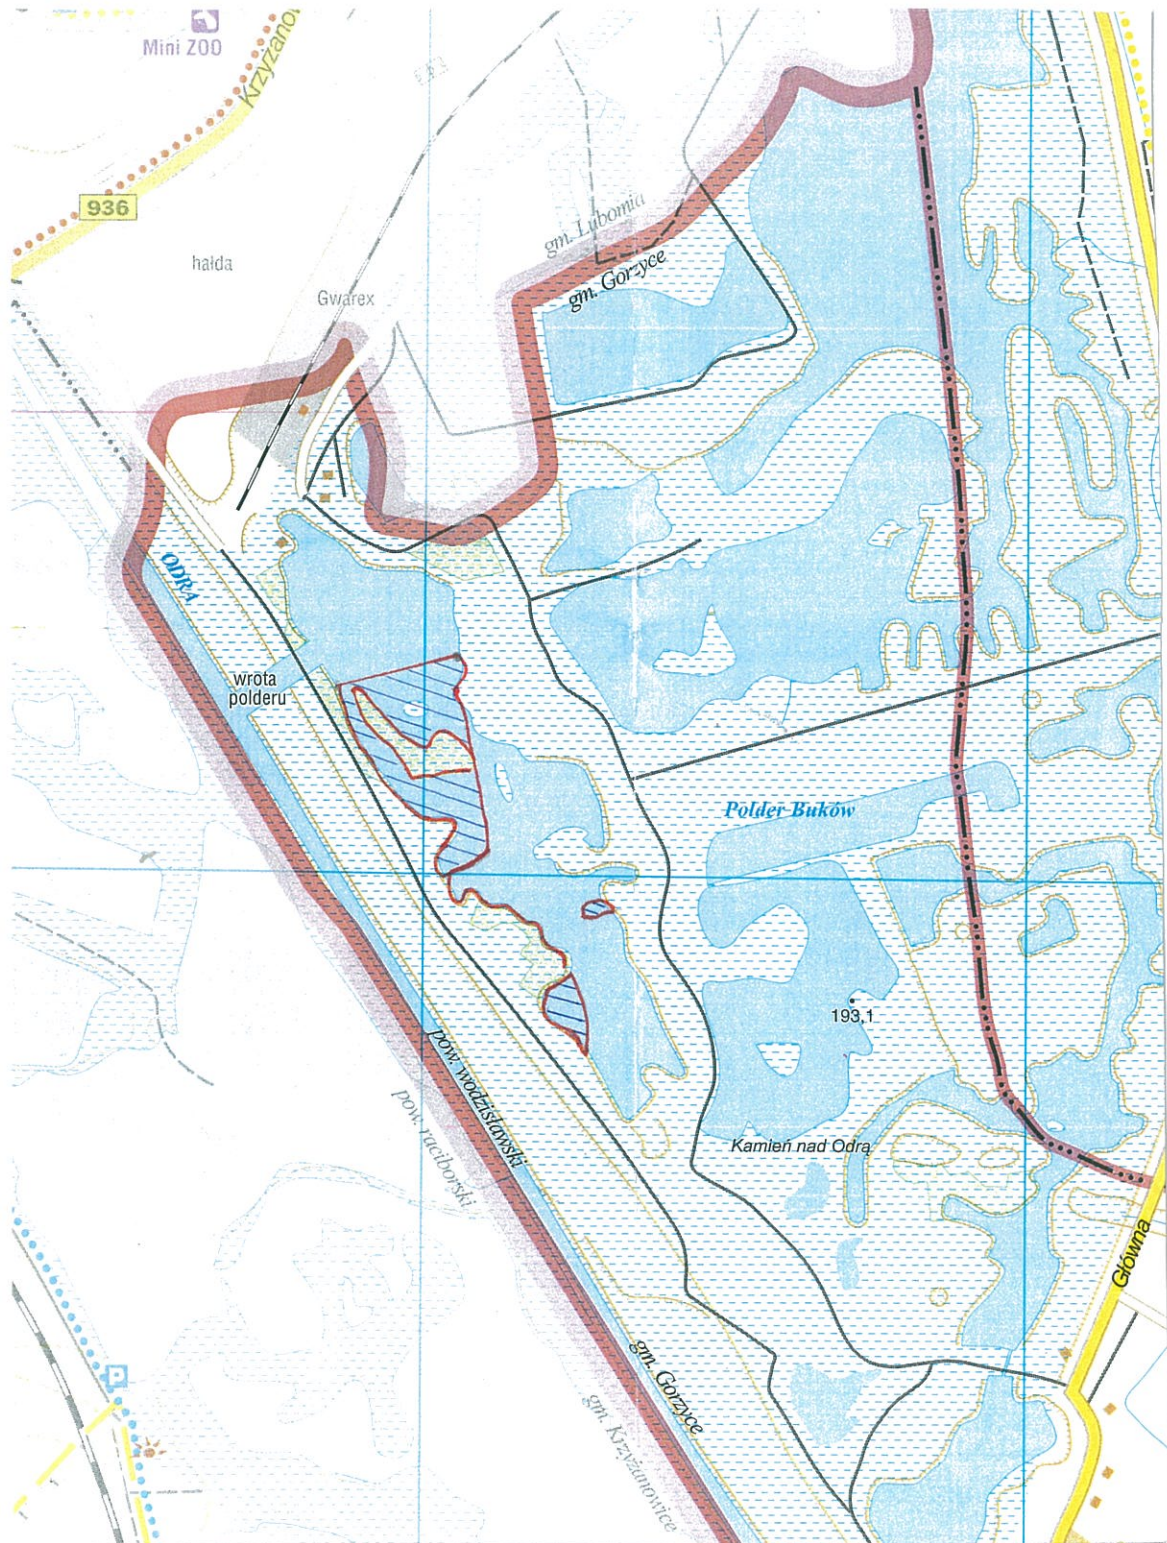 Mini ZOO
936
hałda
Gwarex
gm. Lubomia
gm. Gorzyce
ODRA
wrota
polderu
Polder Buków
193,1
pow. wodzisławski
pow. raciborski
Kamień nad Odrą
Główna
gm. Gorzyce
gm. Krzyżanowice
P